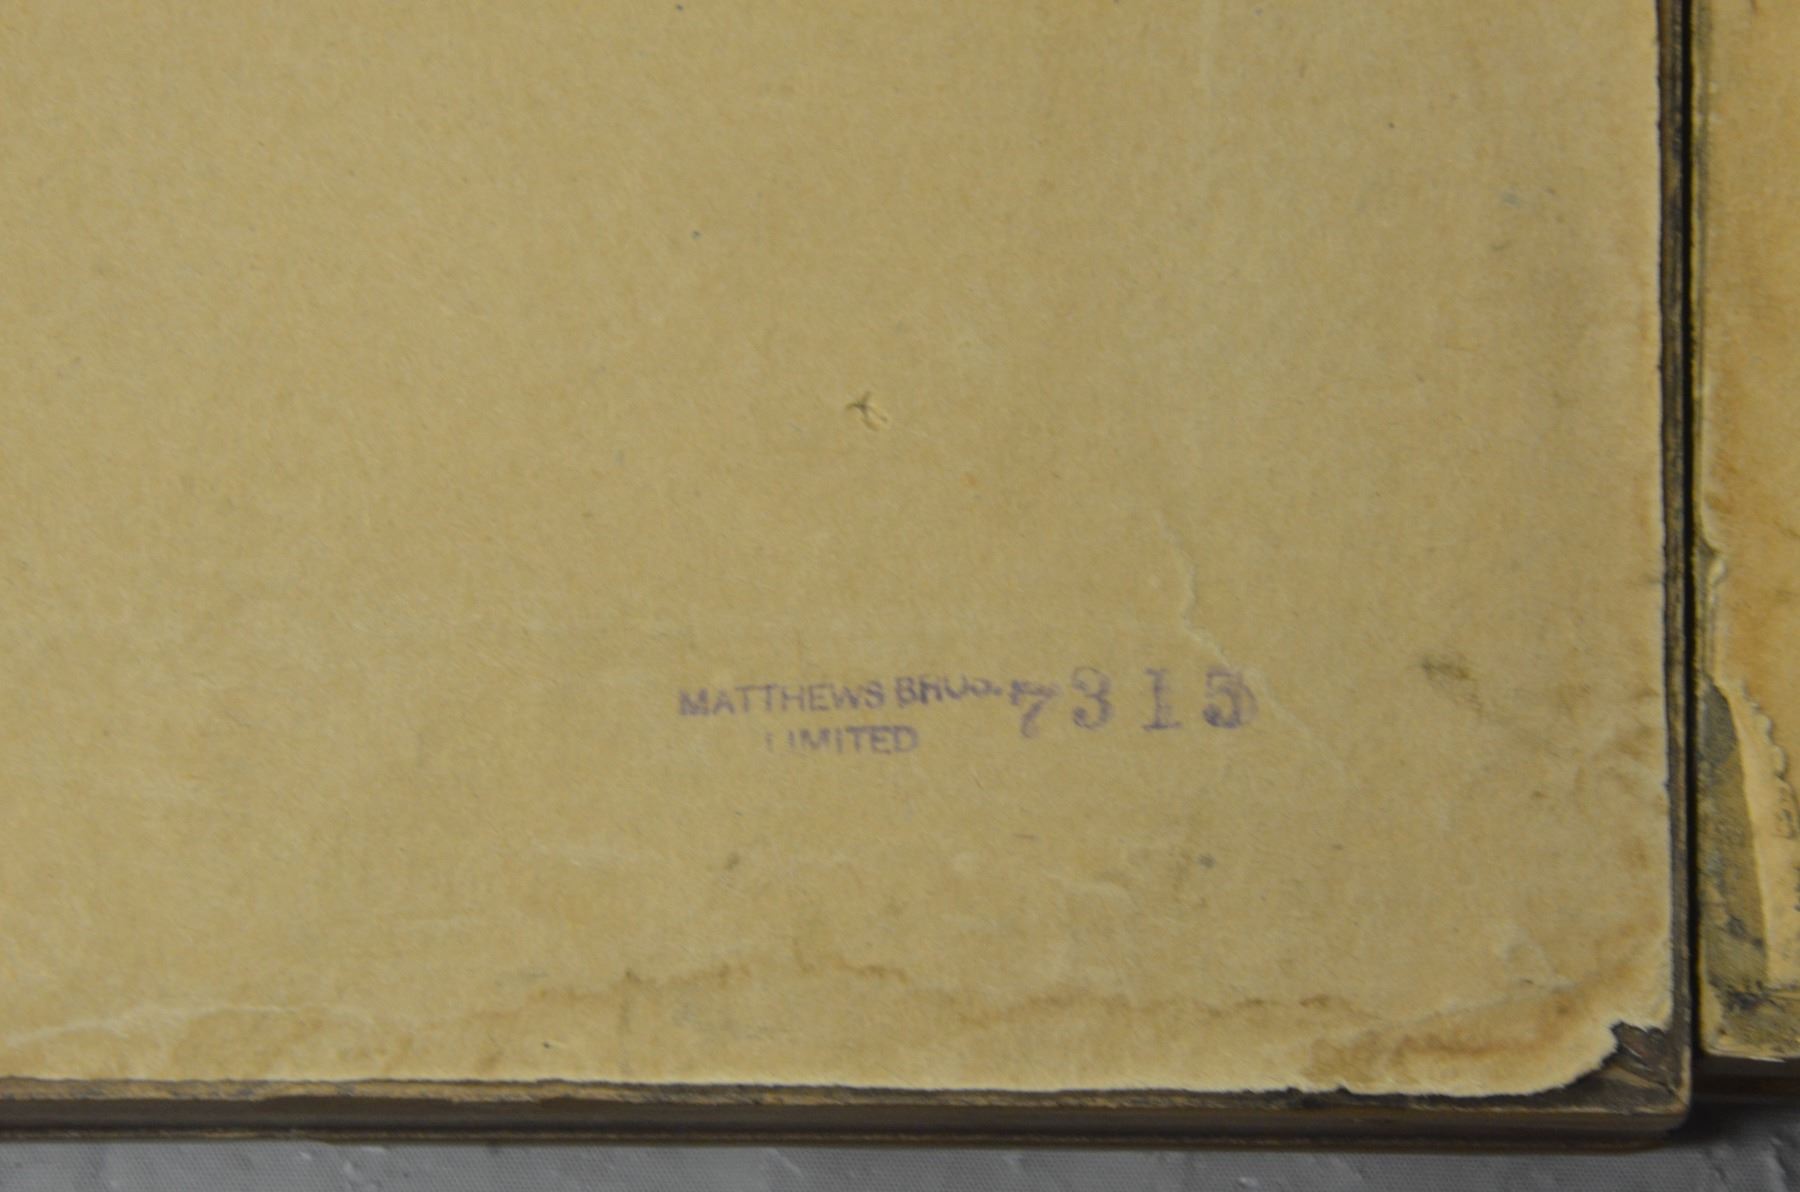 MATTHEWS BROS. 7315
LIMITED